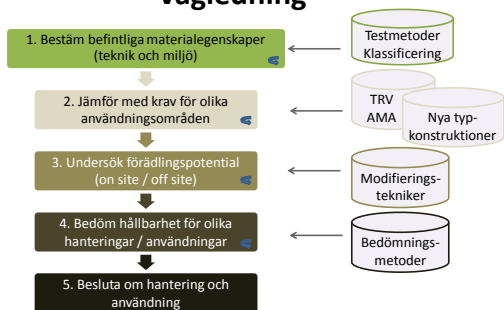 Vägledning
1. Bestäm befintliga materialegenskaper
(teknik och miljö)
Testmetoder
Klassificering
2. Jämför med krav för olika
användningsområden
TRV
AMA
Nya typ-
konstruktioner
3. Undersök förädlingspotential
(on site / off site)
Modifierings-
tekniker
4. Bedöm hållbarhet för olika
hanteringar / användningar
Bedömnings-
metoder
5. Besluta om hantering och
användning